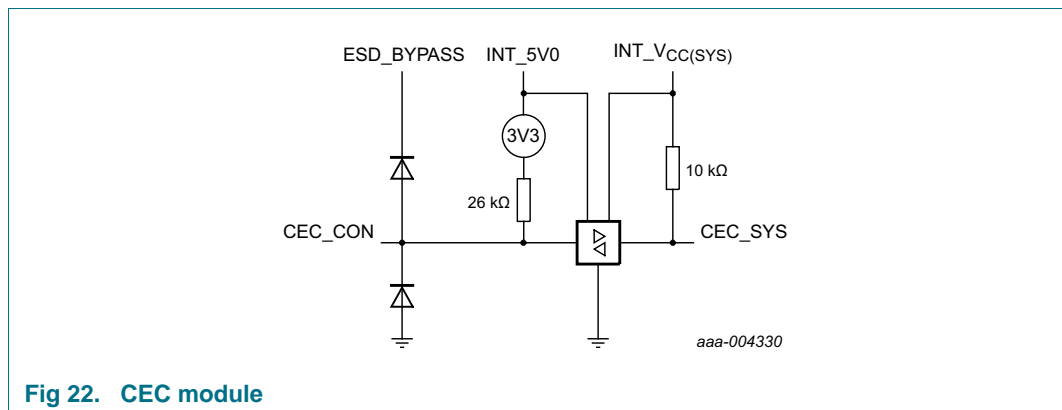 ESD_BYPASS INT_5V0 INT_VCC(SYS)
3V3
26 kΩ 10 kΩ
CEC_CON CEC_SYS
aaa-004330
Fig 22. CEC module